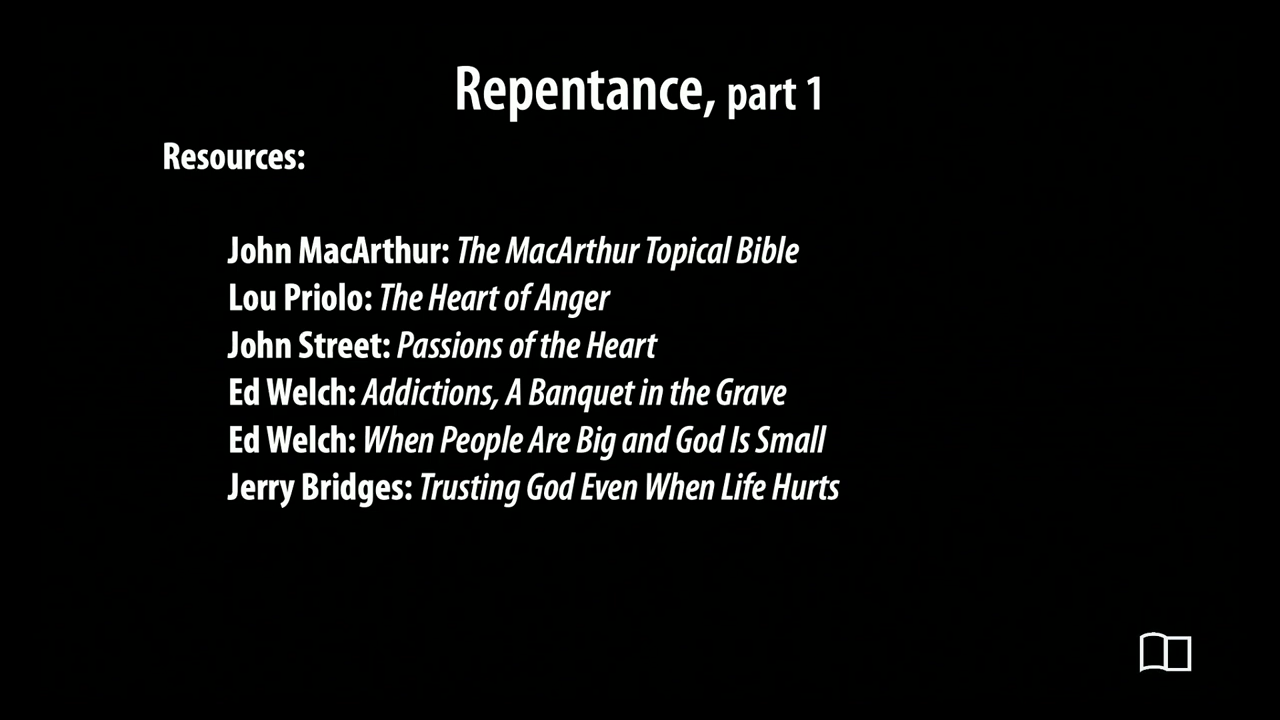 Repentance, part 1
Resources:
John MacArthur: The MacArthur Topical Bible
Lou Priolo: The Heart of Anger
John Street: Passions of the Heart
Ed Welch: Addictions, A Banquet in the Grave
Ed Welch: When People Are Big and God Is Small
Jerry Bridges: Trusting God Even When Life Hurts